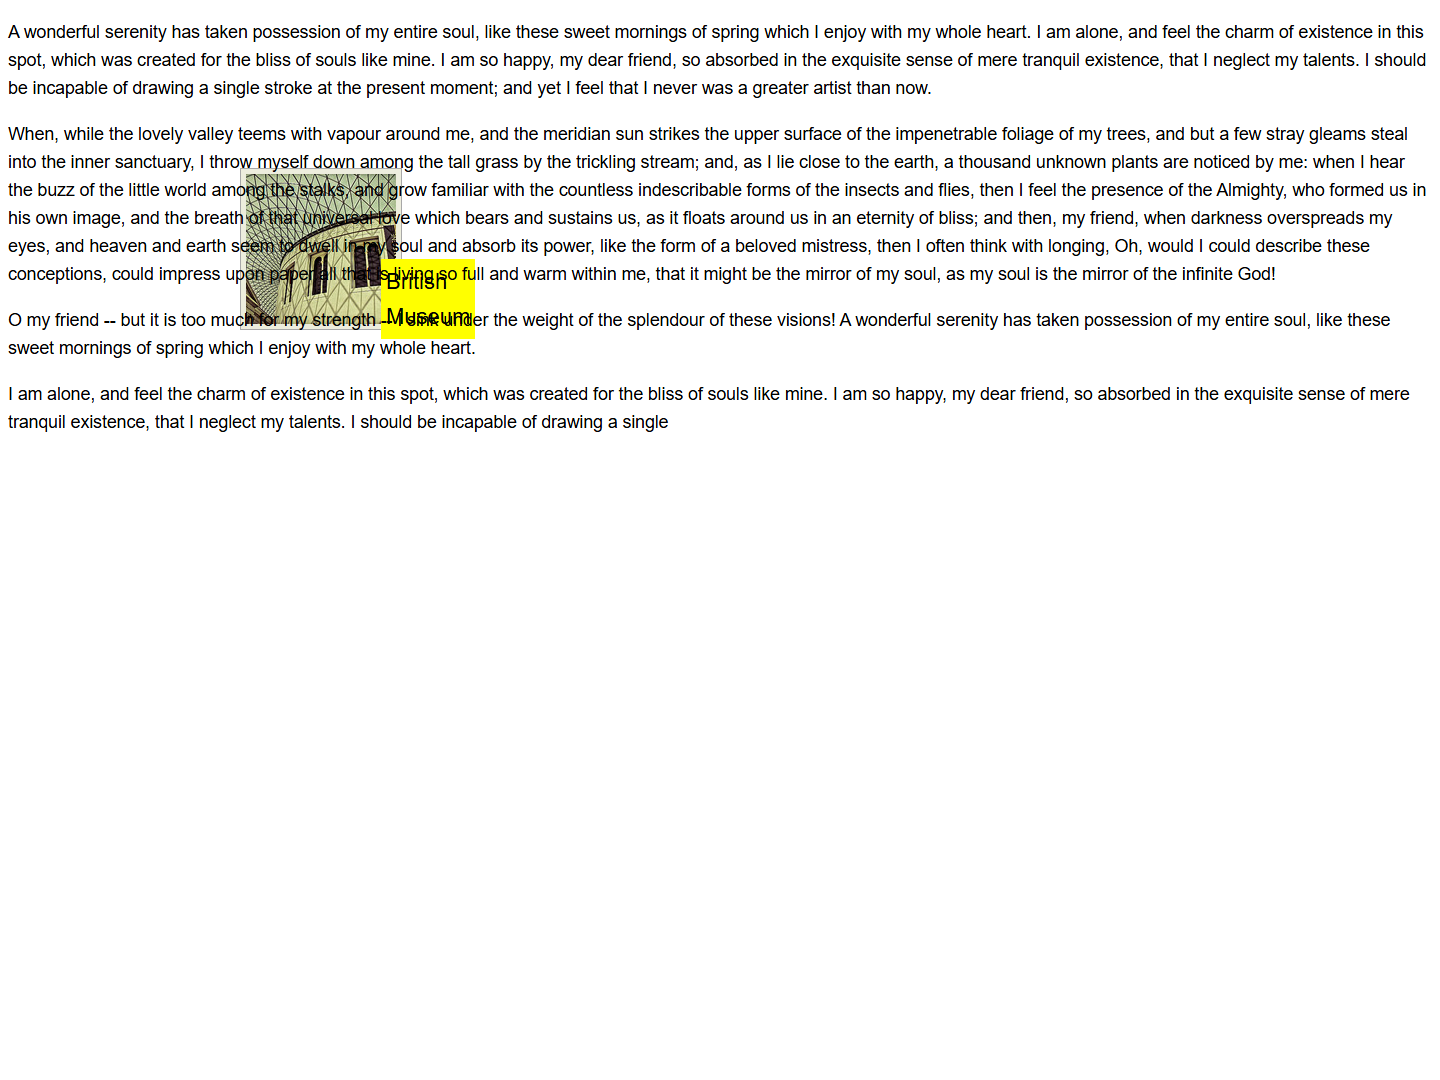 A wonderful serenity has taken possession of my entire soul, like these sweet mornings of spring which I enjoy with my whole heart. I am alone, and feel the charm of existence in this
spot, which was created for the bliss of souls like mine. I am so happy, my dear friend, so absorbed in the exquisite sense of mere tranquil existence, that I neglect my talents. I should
be incapable of drawing a single stroke at the present moment; and yet I feel that I never was a greater artist than now.
When, while the lovely valley teems with vapour around me, and the meridian sun strikes the upper surface of the impenetrable foliage of my trees, and but a few stray gleams steal
into the inner sanctuary, I throw myself down among the tall grass by the trickling stream; and, as I lie close to the earth, a thousand unknown plants are noticed by me: when I hear
the buzz of the little world among the stalks, and grow familiar with the countless indescribable forms of the insects and flies, then I feel the presence of the Almighty, who formed us in
his own image, and the breath of that universal love which bears and sustains us, as it floats around us in an eternity of bliss; and then, my friend, when darkness overspreads my
eyes, and heaven and earth seem to dwell in my soul and absorb its power, like the form of a beloved mistress, then I often think with longing, Oh, would I could describe these
conceptions, could impress upon paper all that is living so full and warm within me, that it might be the mirror of my soul, as my soul is the mirror of the infinite God!
British
Museum
O my friend -- but it is too much for my strength -- I sink under the weight of the splendour of these visions! A wonderful serenity has taken possession of my entire soul, like these
sweet mornings of spring which I enjoy with my whole heart.
I am alone, and feel the charm of existence in this spot, which was created for the bliss of souls like mine. I am so happy, my dear friend, so absorbed in the exquisite sense of mere
tranquil existence, that I neglect my talents. I should be incapable of drawing a single